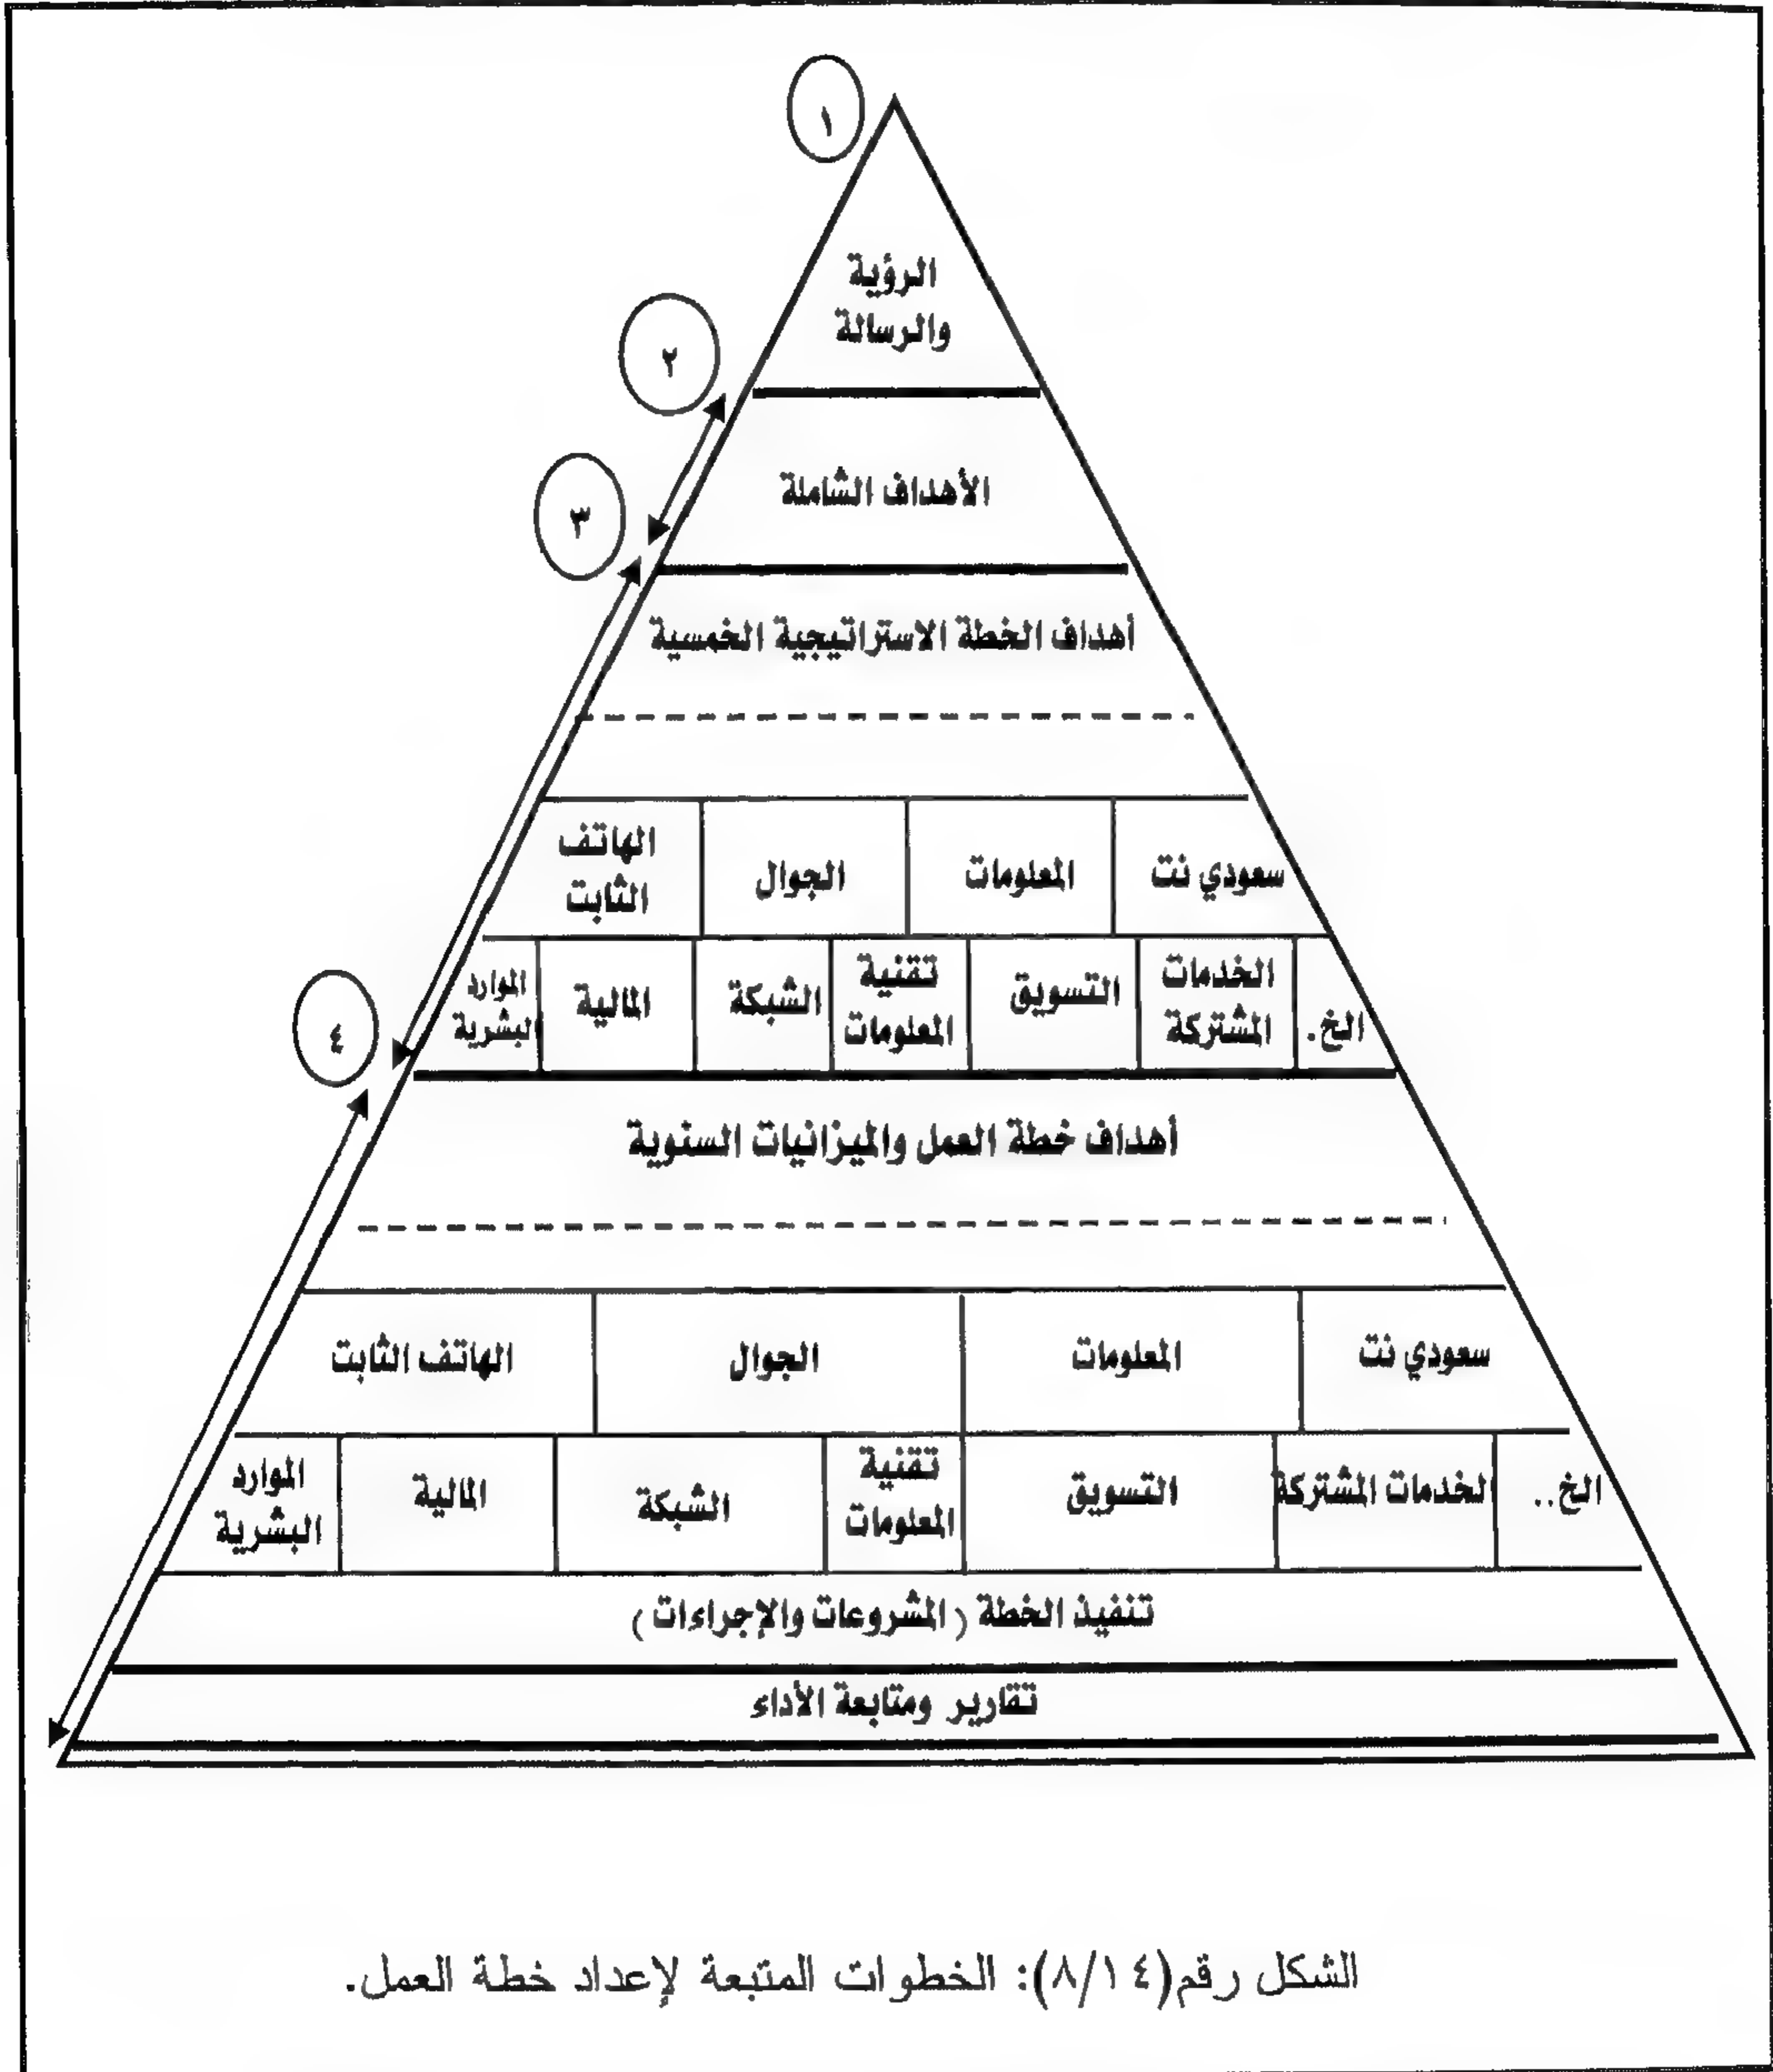 ١
الرؤية
والرسالة
٢
الأهداف الشاملة
٣
أهداف الخطة الاستراتيجية الخمسية
سعودي نت
المعلومات
الجوال
الهاتف
الثابت
الخ.
الخدمات
المشتركة
التسويق
تقنية
المعلومات
الشبكة
المالية
الموارد
البشرية
٤
أهداف خطة العمل والميزانيات السنوية
سعودي نت
المعلومات
الجوال
الهاتف الثابت
الخ..
الخدمات المشتركة
التسويق
تقنية
المعلومات
الشبكة
المالية
الموارد
البشرية
تنفيذ الخطة (المشروعات والإجراءات)
تقارير ومتابعة الأداء
الشكل رقم(٨/١٤): الخطوات المتبعة لإعداد خطة العمل.